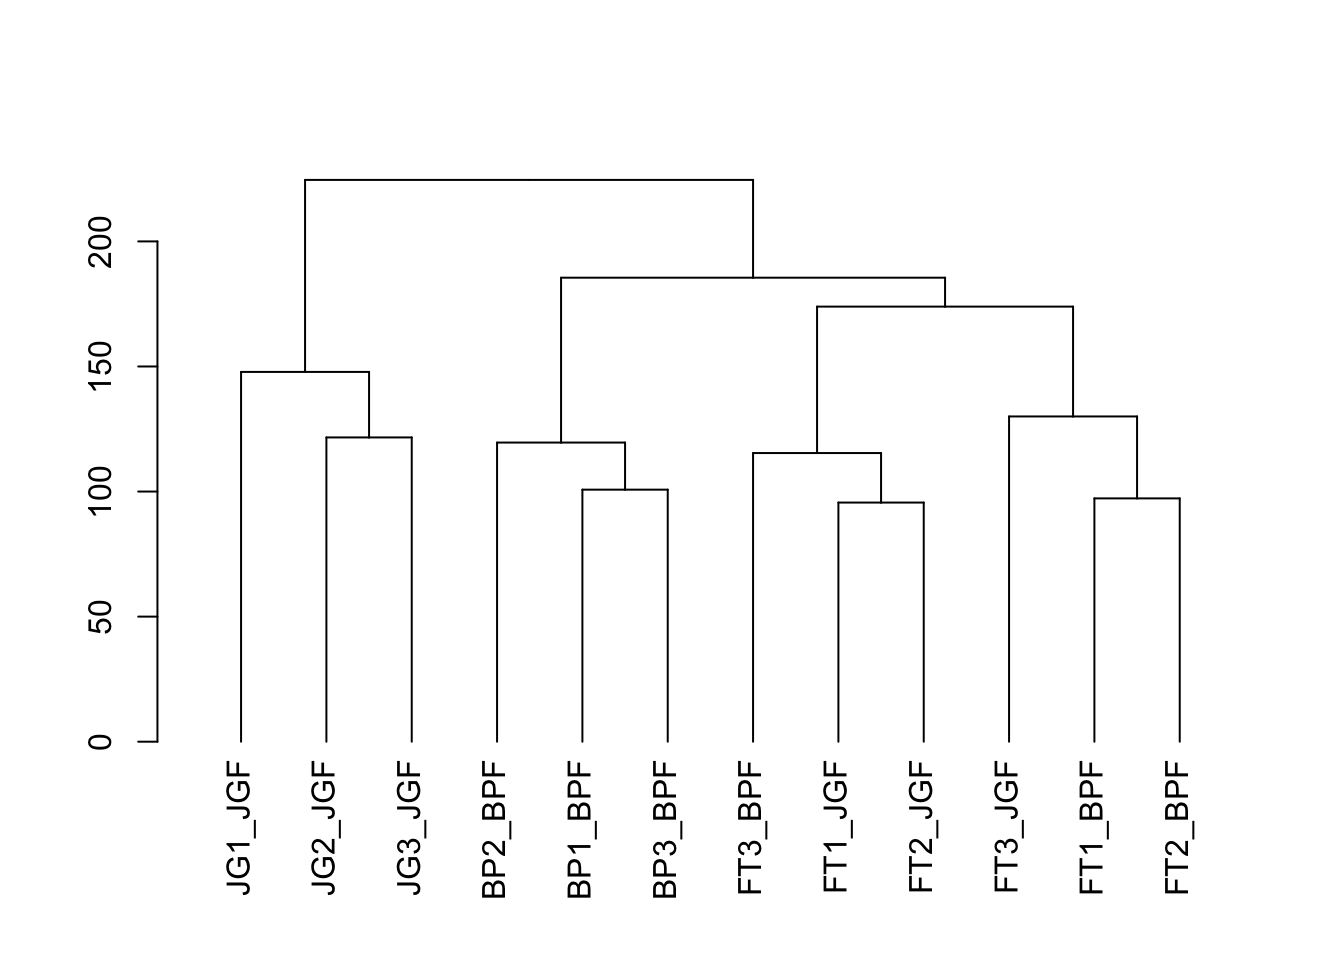 200
150
100
50
0
JG1_JGF
JG2_JGF
JG3_JGF
BP2_BPF
BP1_BPF
BP3_BPF
FT3_BPF
FT1_JGF
FT2_JGF
FT3_JGF
FT1_BPF
FT2_BPF